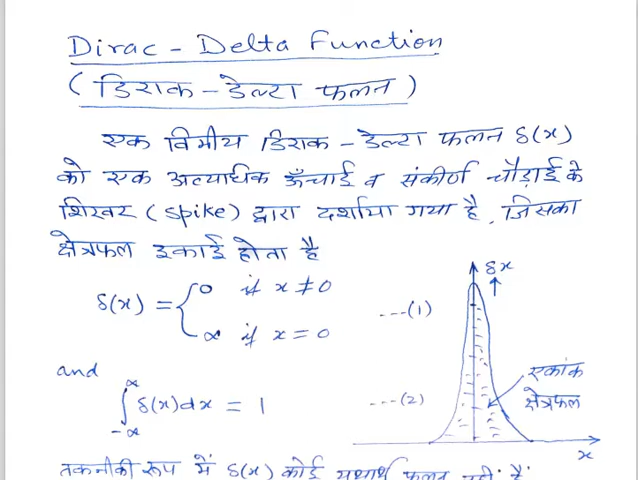 Dirac - Delta Function
(डिराक - डेल्टा फलन)
एक विमीय डिराक - डेल्टा फलन δ(x)
को एक अत्याधिक ऊँचाई व संकीर्ण चौड़ाई के
शिखर (spike) द्वारा दर्शाया गया है, जिसका
क्षेत्रफल इकाई होता है
δ(x) = { 0 if x ≠ 0
∞ if x = 0
---(1)
and
∫_{-∞}^{∞} δ(x)dx = 1 ---(2)
δx
एकांक
क्षेत्रफल
x
तकनीकी रूप में δ(x) कोई यथार्थ फलन नहीं है